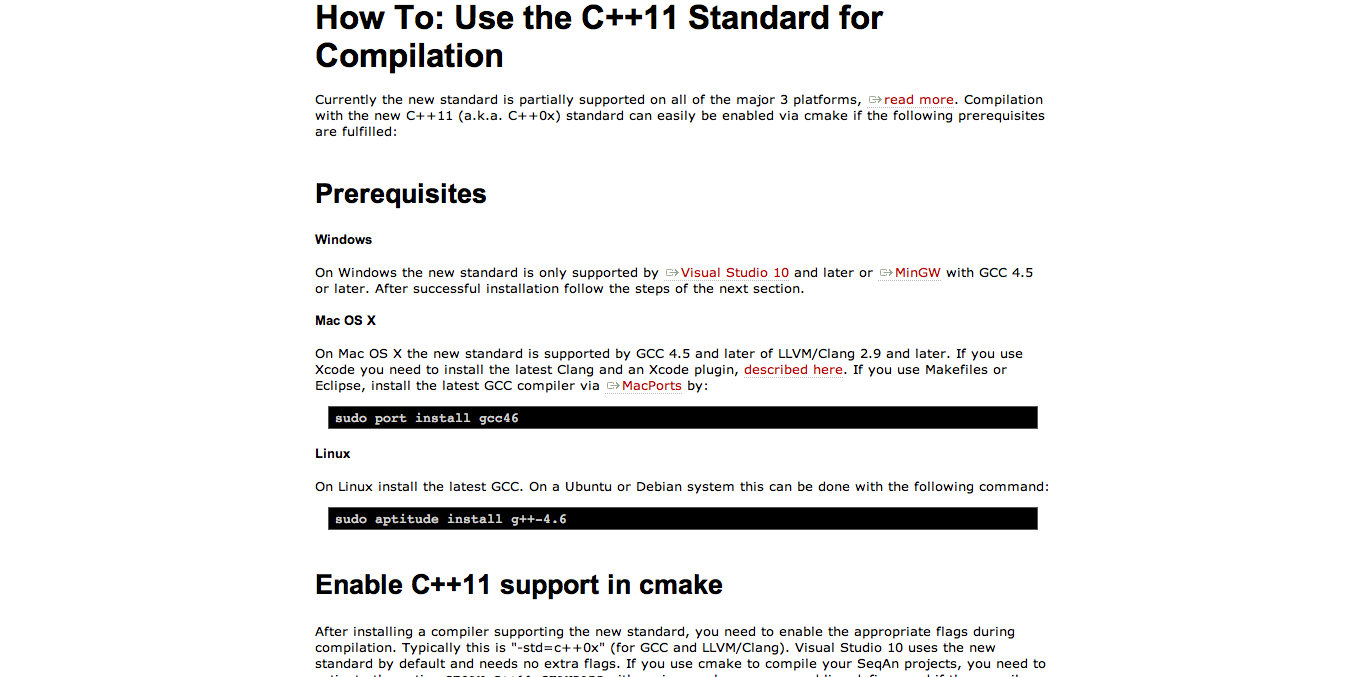 How To: Use the C++11 Standard for
Compilation
Currently the new standard is partially supported on all of the major 3 platforms, read more. Compilation
with the new C++11 (a.k.a. C++0x) standard can easily be enabled via cmake if the following prerequisites
are fulfilled:
Prerequisites
Windows
On Windows the new standard is only supported by Visual Studio 10 and later or MinGW with GCC 4.5
or later. After successful installation follow the steps of the next section.
Mac OS X
On Mac OS X the new standard is supported by GCC 4.5 and later of LLVM/Clang 2.9 and later. If you use
Xcode you need to install the latest Clang and an Xcode plugin, described here. If you use Makefiles or
Eclipse, install the latest GCC compiler via MacPorts by:
sudo port install gcc46
Linux
On Linux install the latest GCC. On a Ubuntu or Debian system this can be done with the following command:
sudo aptitude install g++-4.6
Enable C++11 support in cmake
After installing a compiler supporting the new standard, you need to enable the appropriate flags during
compilation. Typically this is "-std=c++0x" (for GCC and LLVM/Clang). Visual Studio 10 uses the new
standard by default and needs no extra flags. If you use cmake to compile your SeqAn projects, you need to